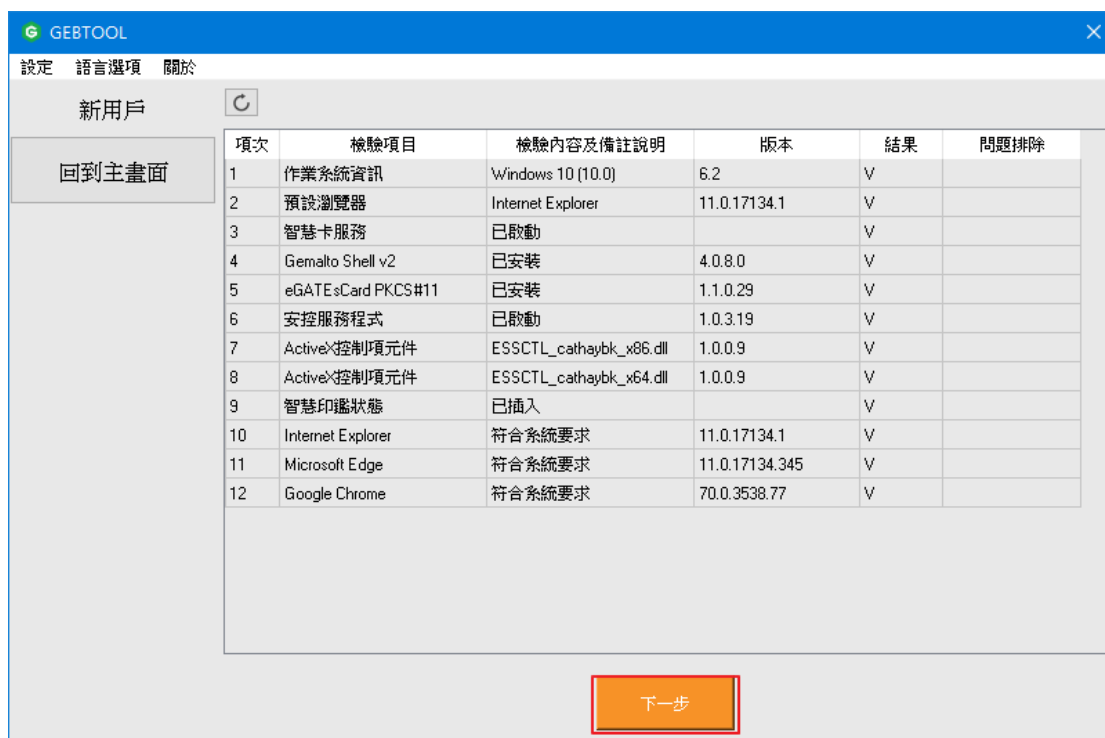 GEBTOOL
設定 語言選項 關於
新用戶
回到主畫面
項次 檢驗項目 檢驗內容及備註說明 版本 結果 問題排除
1 作業系統資訊 Windows 10 (10.0) 6.2 V
2 預設瀏覽器 Internet Explorer 11.0.17134.1 V
3 智慧卡服務 已啟動 V
4 Gemalto Shell v2 已安裝 4.0.8.0 V
5 eGATEsCard PKCS#11 已安裝 1.1.0.29 V
6 安控服務程式 已啟動 1.0.3.19 V
7 ActiveX控制項元件 ESSCTL_cathaybk_x86.dll 1.0.0.9 V
8 ActiveX控制項元件 ESSCTL_cathaybk_x64.dll 1.0.0.9 V
9 智慧印鑑狀態 已插入 V
10 Internet Explorer 符合系統要求 11.0.17134.1 V
11 Microsoft Edge 符合系統要求 11.0.17134.345 V
12 Google Chrome 符合系統要求 70.0.3538.77 V
下一步